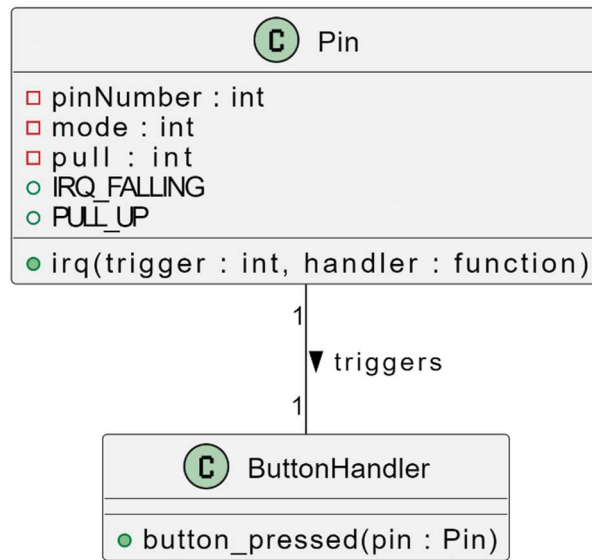 C Pin
pinNumber : int
mode : int
pull : int
IRQ_FALLING
PULL_UP
irq(trigger : int, handler : function)
1
triggers
1
C ButtonHandler
button_pressed(pin : Pin)